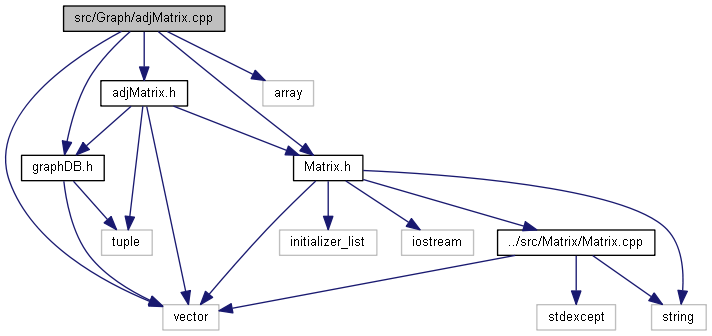 src/Graph/adjMatrix.cpp
adjMatrix.h
array
graphDB.h
Matrix.h
tuple
initializer_list
iostream
../src/Matrix/Matrix.cpp
vector
stdexcept
string